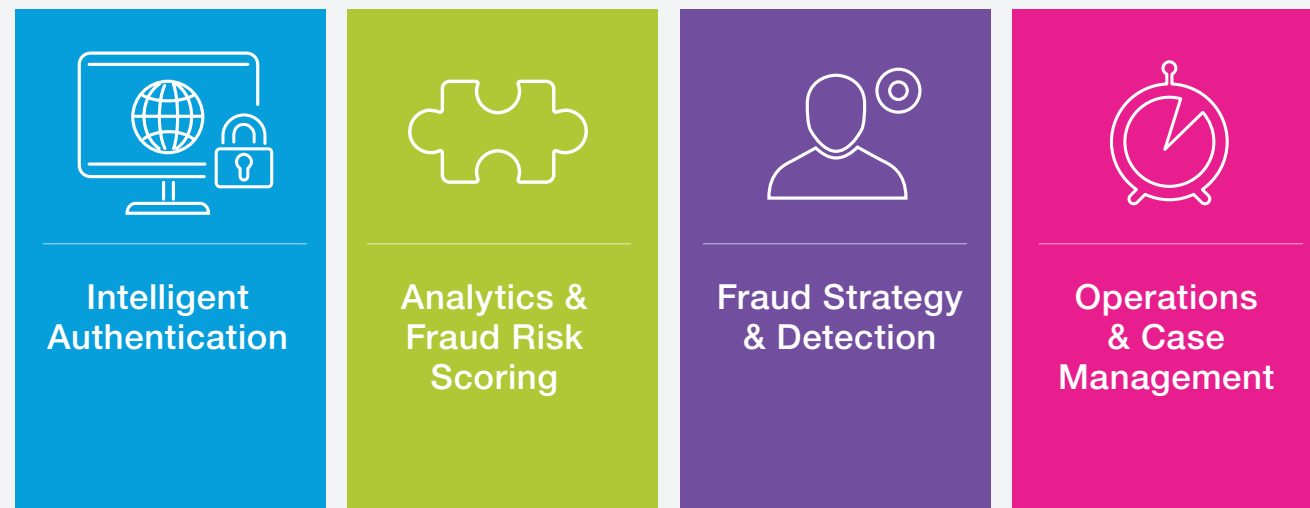 Intelligent
Authentication
Analytics &
Fraud Risk
Scoring
Fraud Strategy
& Detection
Operations
& Case
Management